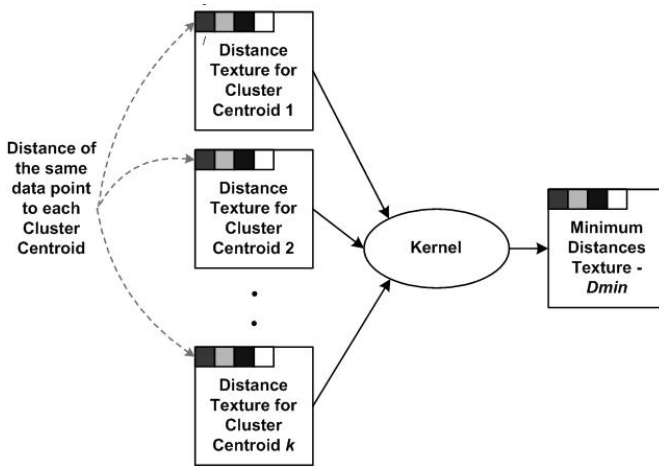 Distance of
the same
data point
to each
Cluster
Centroid
Distance
Texture for
Cluster
Centroid 1
Distance
Texture for
Cluster
Centroid 2
Distance
Texture for
Cluster
Centroid k
Kernel
Minimum
Distances
Texture -
Dmin